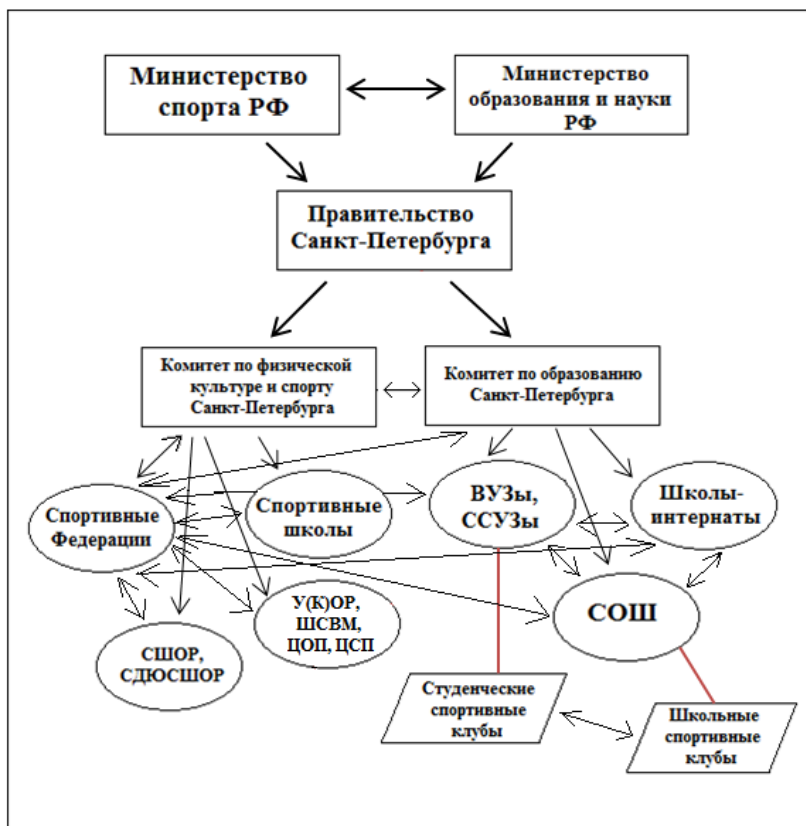 Министерство
спорта РФ
Министерство
образования и науки
РФ
Правительство
Санкт-Петербурга
Комитет по физической
культуре и спорту
Санкт-Петербурга
Комитет по образованию
Санкт-Петербурга
Спортивные
Федерации
Спортивные
школы
ВУЗы,
ССУЗы
Школы-
интернаты
СШОР,
СДЮСШОР
У(К)ОР,
ШСВМ,
ЦОП, ЦСП
СОШ
Студенческие
спортивные
клубы
Школьные
спортивные
клубы